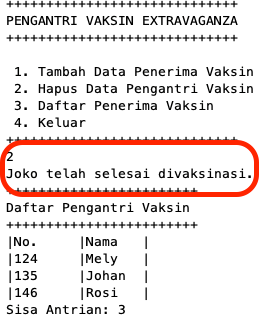 ++++++++++++++++++++++++++++++
PENGANTRI VAKSIN EXTRAVAGANZA
++++++++++++++++++++++++++++++
1. Tambah Data Penerima Vaksin
2. Hapus Data Pengantri Vaksin
3. Daftar Penerima Vaksin
4. Keluar
++++++++++++++++++++++++++++++
2
Joko telah selesai divaksinasi.
+++++++++++++++++++++++++
Daftar Pengantri Vaksin
+++++++++++++++++++++++++
|No. |Nama |
|124 |Mely |
|135 |Johan |
|146 |Rosi |
Sisa Antrian: 3